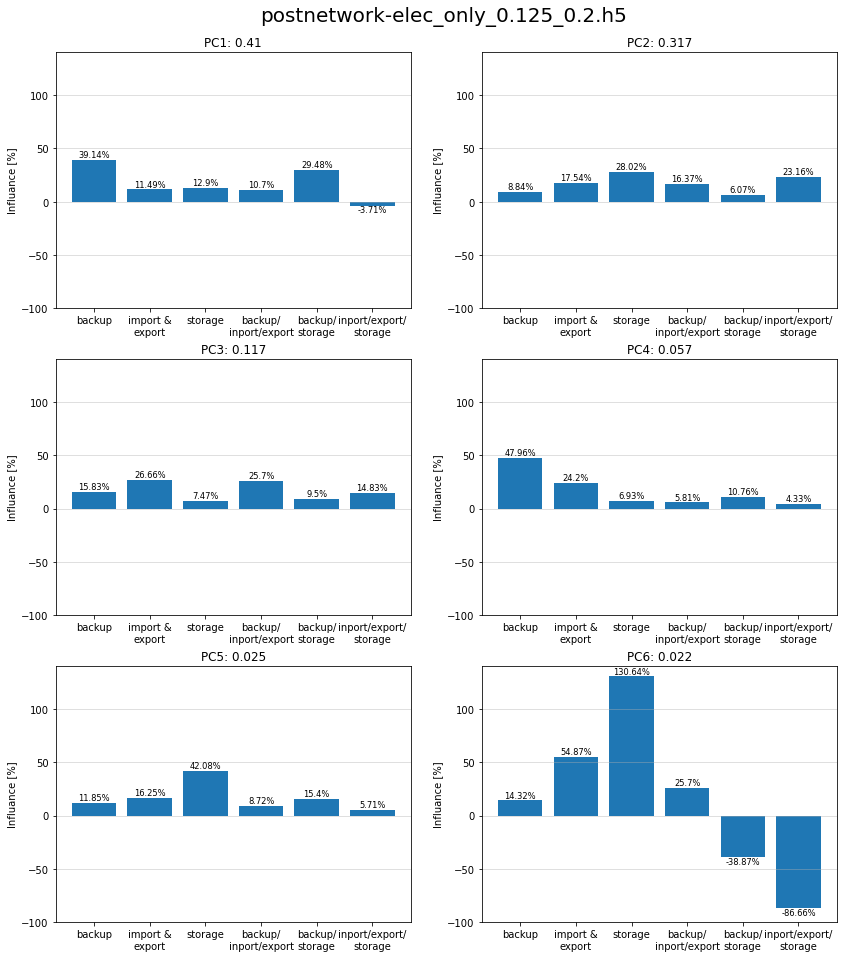 postnetwork-elec_only_0.125_0.2.h5
PC1: 0.41
Influance [%]
100
50
0
−50
−100
39.14%
11.49%
12.9%
10.7%
29.48%
-3.71%
backup
import &
export
storage
backup/
inport/export
backup/
storage
inport/export/
storage
PC2: 0.317
Influance [%]
100
50
0
−50
−100
8.84%
17.54%
28.02%
16.37%
6.07%
23.16%
backup
import &
export
storage
backup/
inport/export
backup/
storage
inport/export/
storage
PC3: 0.117
Influance [%]
100
50
0
−50
−100
15.83%
26.66%
7.47%
25.7%
9.5%
14.83%
backup
import &
export
storage
backup/
inport/export
backup/
storage
inport/export/
storage
PC4: 0.057
Influance [%]
100
50
0
−50
−100
47.96%
24.2%
6.93%
5.81%
10.76%
4.33%
backup
import &
export
storage
backup/
inport/export
backup/
storage
inport/export/
storage
PC5: 0.025
Influance [%]
100
50
0
−50
−100
11.85%
16.25%
42.08%
8.72%
15.4%
5.71%
backup
import &
export
storage
backup/
inport/export
backup/
storage
inport/export/
storage
PC6: 0.022
Influance [%]
100
50
0
−50
−100
14.32%
54.87%
130.64%
25.7%
-38.87%
-86.66%
backup
import &
export
storage
backup/
inport/export
backup/
storage
inport/export/
storage